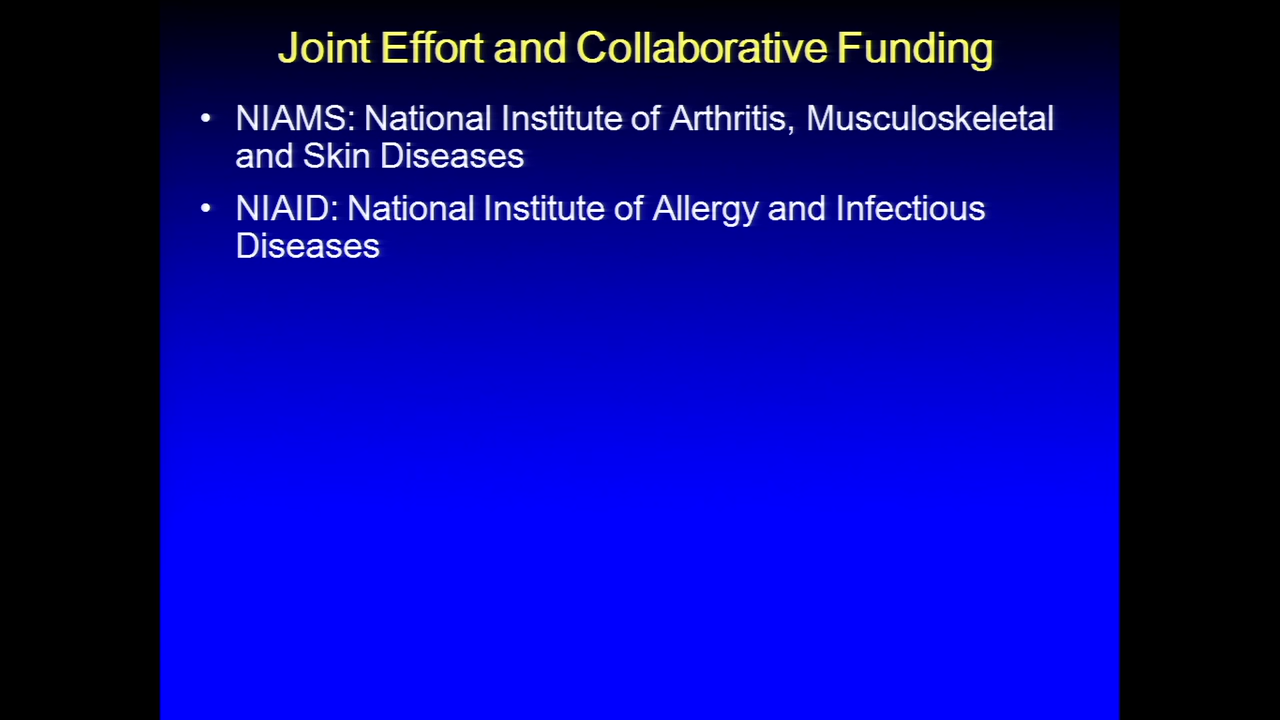 Joint Effort and Collaborative Funding
• NIAMS: National Institute of Arthritis, Musculoskeletal
and Skin Diseases
• NIAID: National Institute of Allergy and Infectious
Diseases